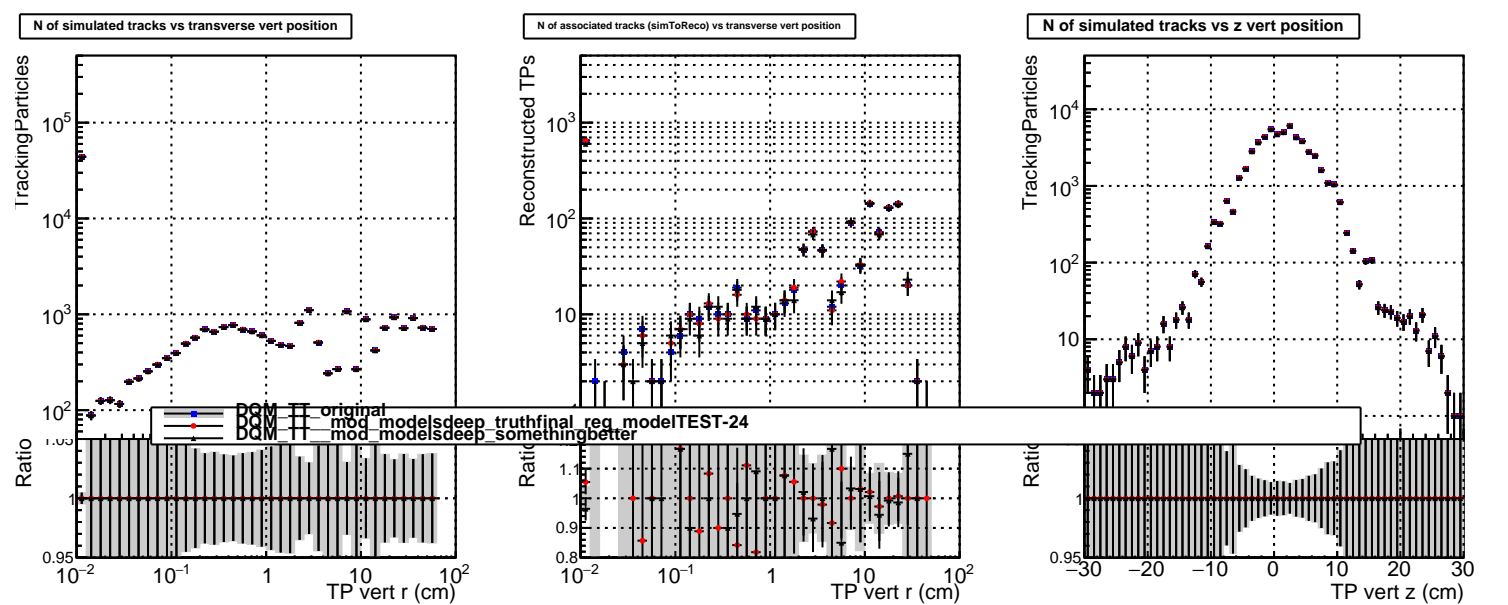 N of simulated tracks vs transverse vert position
TrackingParticles
10^5
10^4
10^3
10^2
Ratio
1.05
1
0.95
10^−2
10^−1
1
10
10^2
TP vert r (cm)
N of associated tracks (simToReco) vs transverse vert position
Reconstructed TPs
10^3
10^2
10
Ratio
1.1
1
0.9
0.8
10^−2
10^−1
1
10
10^2
TP vert r (cm)
N of simulated tracks vs z vert position
TrackingParticles
10^4
10^3
10^2
10
Ratio
1
0.95
−30
−20
−10
0
10
20
30
TP vert z (cm)
DQM_TT_original
DQM_TT__mod_modelsdeep_truthfinal_reg_modelTEST-24
DQM_TT__mod_modelsdeep_somethingbetter